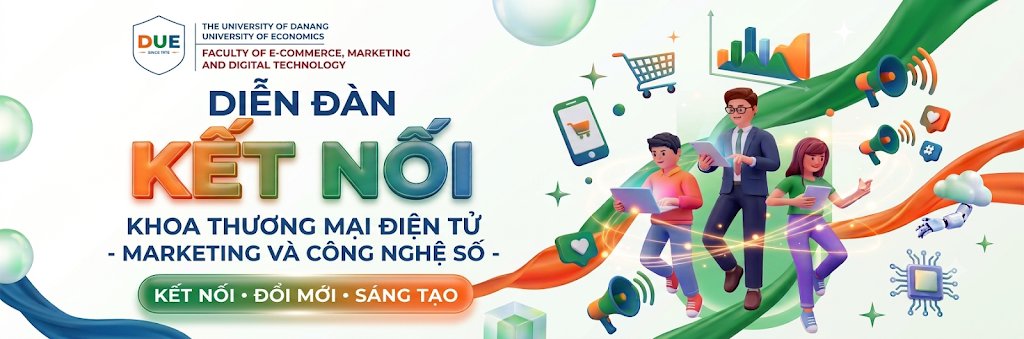 DUE
SINCE 1975
THE UNIVERSITY OF DANANG
UNIVERSITY OF ECONOMICS
FACULTY OF E-COMMERCE, MARKETING
AND DIGITAL TECHNOLOGY
DIỄN ĐÀN
KẾT NỐI
KHOA THƯƠNG MẠI ĐIỆN TỬ
- MARKETING VÀ CÔNG NGHỆ SỐ -
KẾT NỐI • ĐỔI MỚI • SÁNG TẠO
#